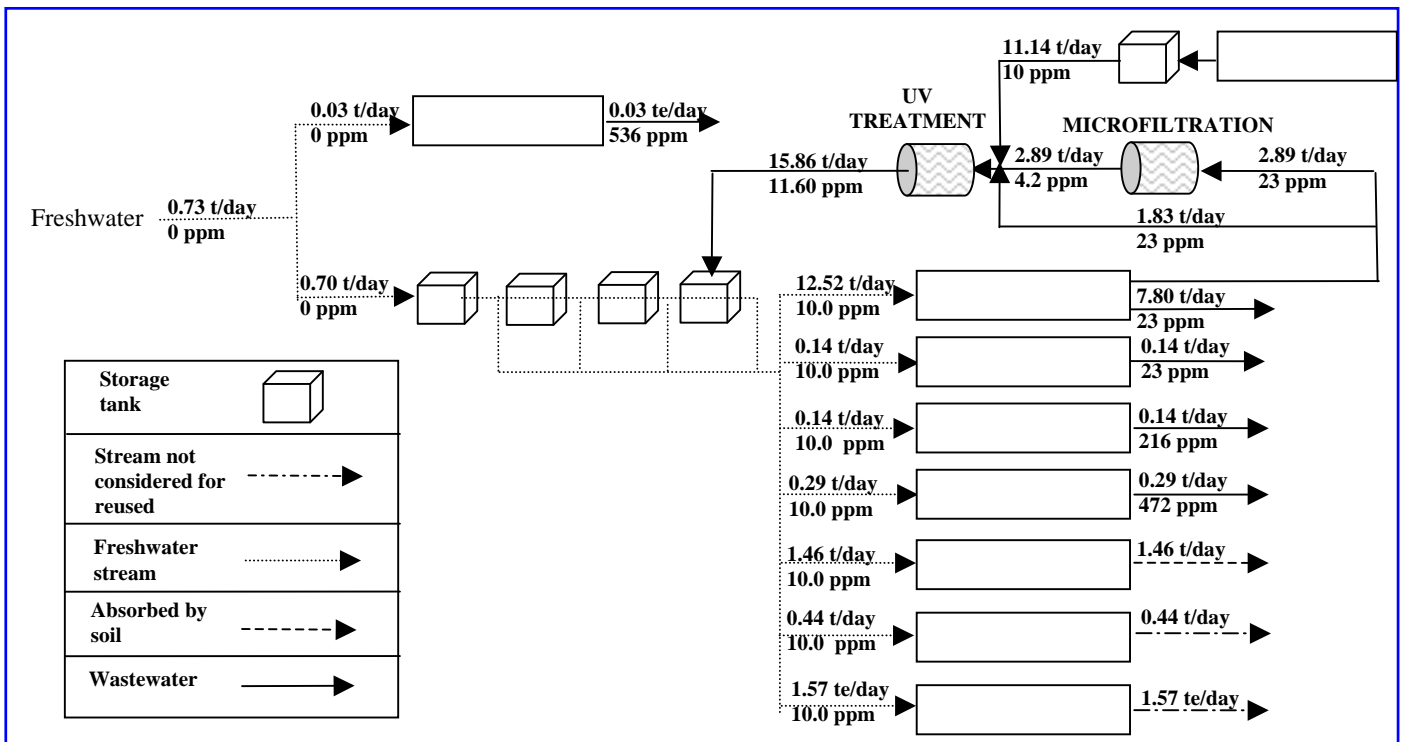 11.14 t/day
10 ppm
UV
TREATMENT
MICROFILTRATION
0.03 t/day
0 ppm
0.03 te/day
536 ppm
15.86 t/day
11.60 ppm
2.89 t/day
4.2 ppm
2.89 t/day
23 ppm
1.83 t/day
23 ppm
Freshwater
0.73 t/day
0 ppm
0.70 t/day
0 ppm
12.52 t/day
10.0 ppm
7.80 t/day
23 ppm
0.14 t/day
10.0 ppm
0.14 t/day
23 ppm
0.14 t/day
10.0 ppm
0.14 t/day
216 ppm
0.29 t/day
10.0 ppm
0.29 t/day
472 ppm
1.46 t/day
10.0 ppm
1.46 t/day
0.44 t/day
10.0 ppm
0.44 t/day
1.57 te/day
10.0 ppm
1.57 te/day
Storage
tank
Stream not
considered for
reused
Freshwater
stream
Absorbed by
soil
Wastewater